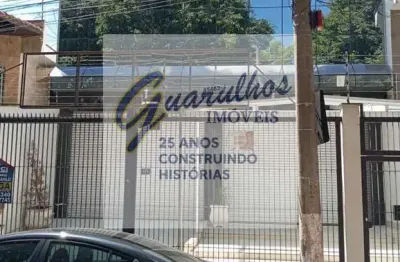 Guarulhos
IMÓVEIS
25 ANOS
CONSTRUINDO
HISTÓRIAS